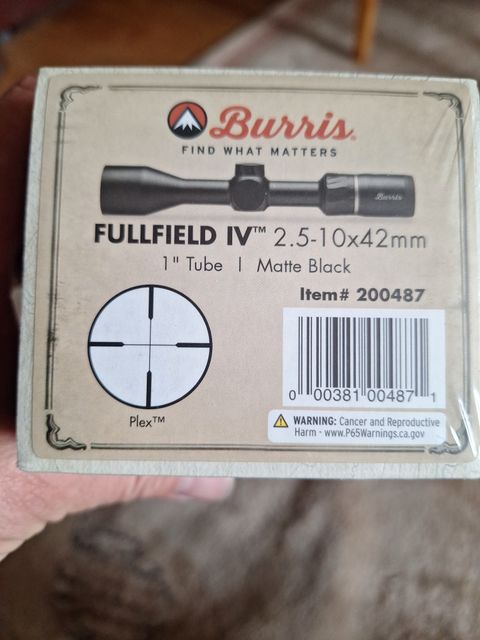 Burris.
FIND WHAT MATTERS
Burris
FULLFIELD IV™ 2.5-10x42mm
1" Tube | Matte Black
Item# 200487
0 00381 00487 1
Plex™
WARNING: Cancer and Reproductive
Harm - www.P65Warnings.ca.gov